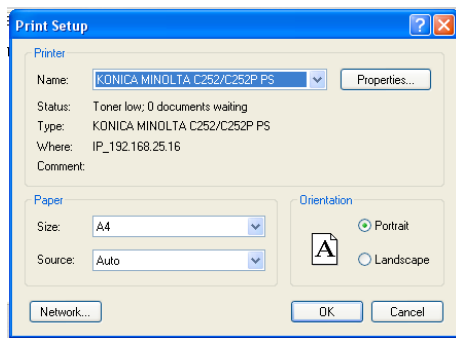 Print Setup
Printer
Name: KONICA MINOLTA C252/C252P PS Properties...
Status: Toner low; 0 documents waiting
Type: KONICA MINOLTA C252/C252P PS
Where: IP_192.168.25.16
Comment:
Paper
Size: A4
Source: Auto
Orientation
A
Portrait
Landscape
Network... OK Cancel